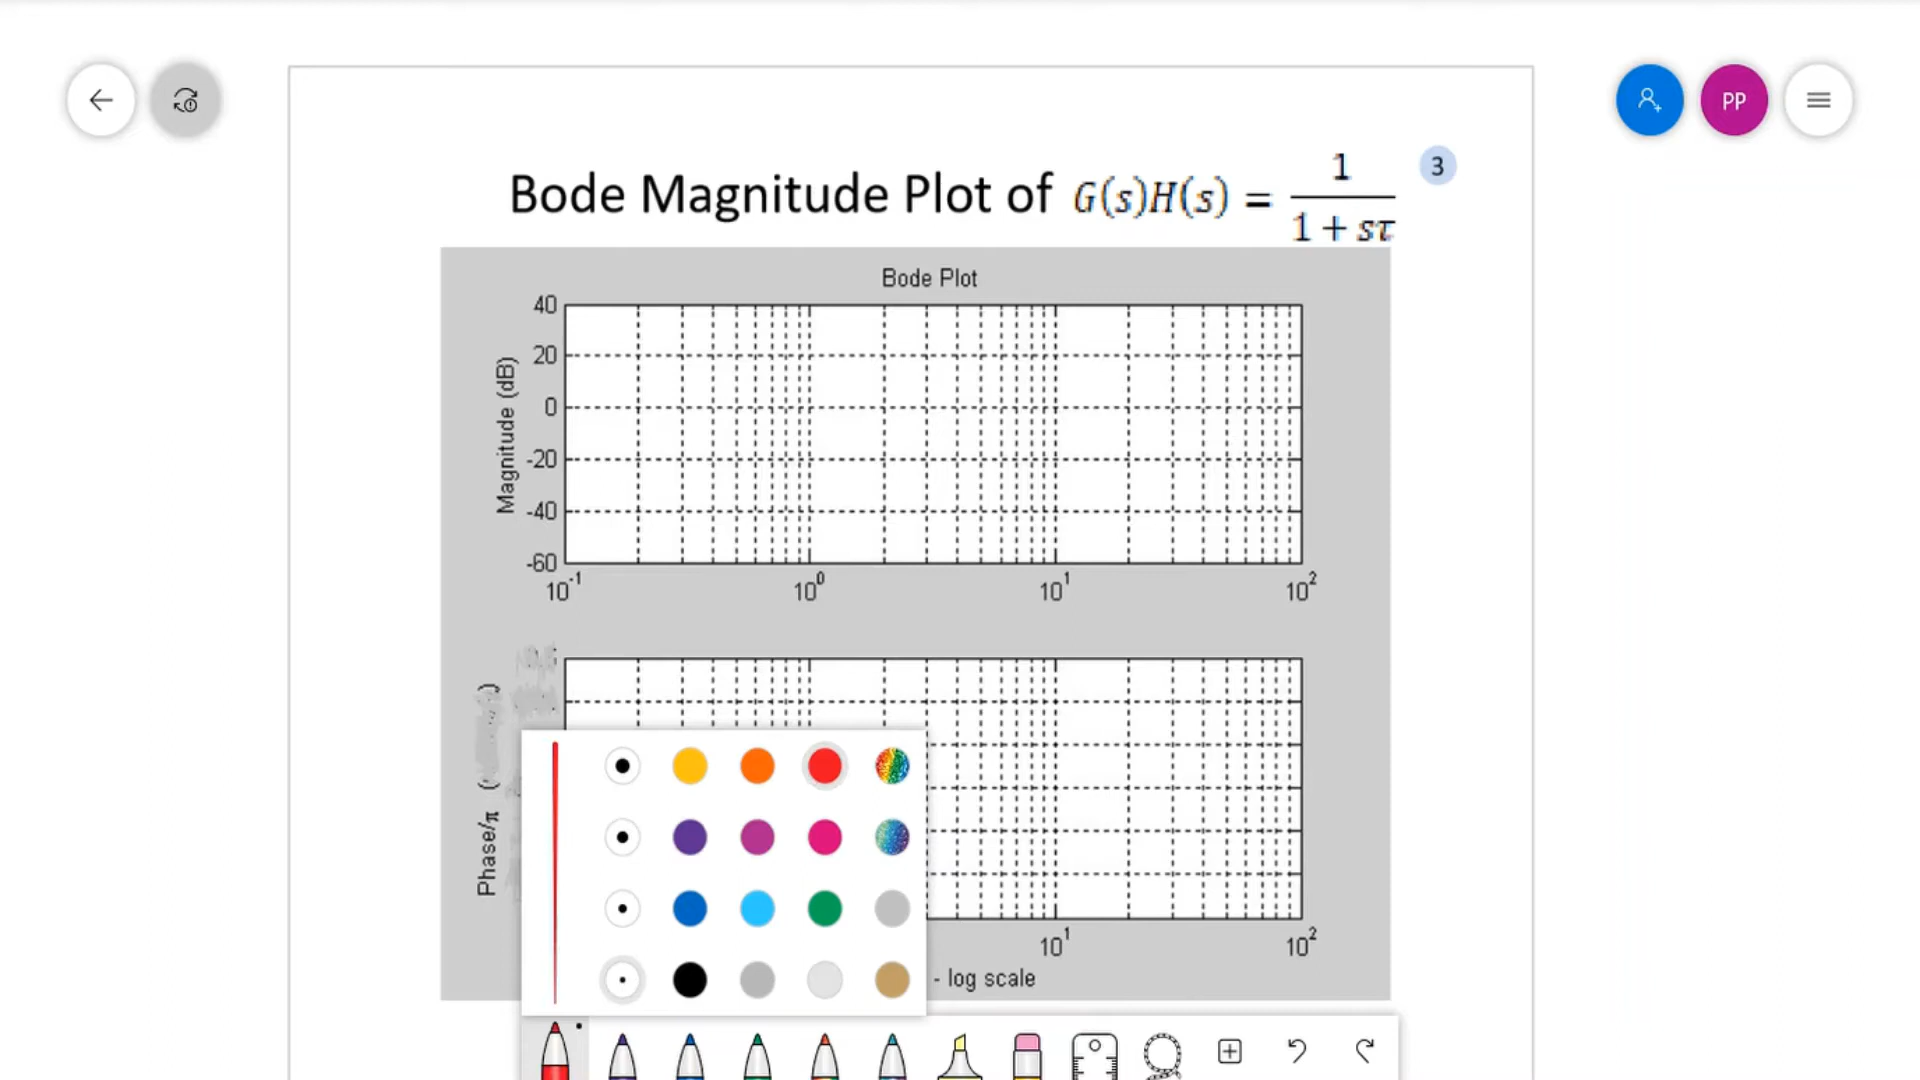 PP
Bode Magnitude Plot of G(s)H(s) = 1 / (1 + sτ)
3
Bode Plot
Magnitude (dB)
40
20
0
-20
-40
-60
10^-1 10^0 10^1 10^2
Phase/π (
)
10^1 10^2
- log scale